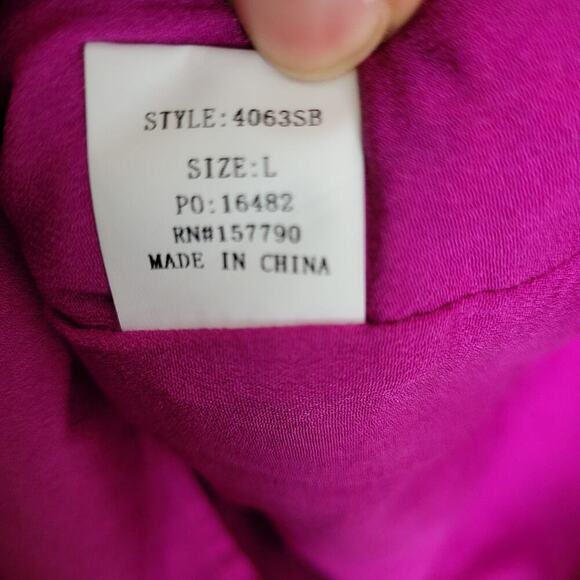 STYLE:4063SB
SIZE:L
PO:16482
RN#157790
MADE IN CHINA